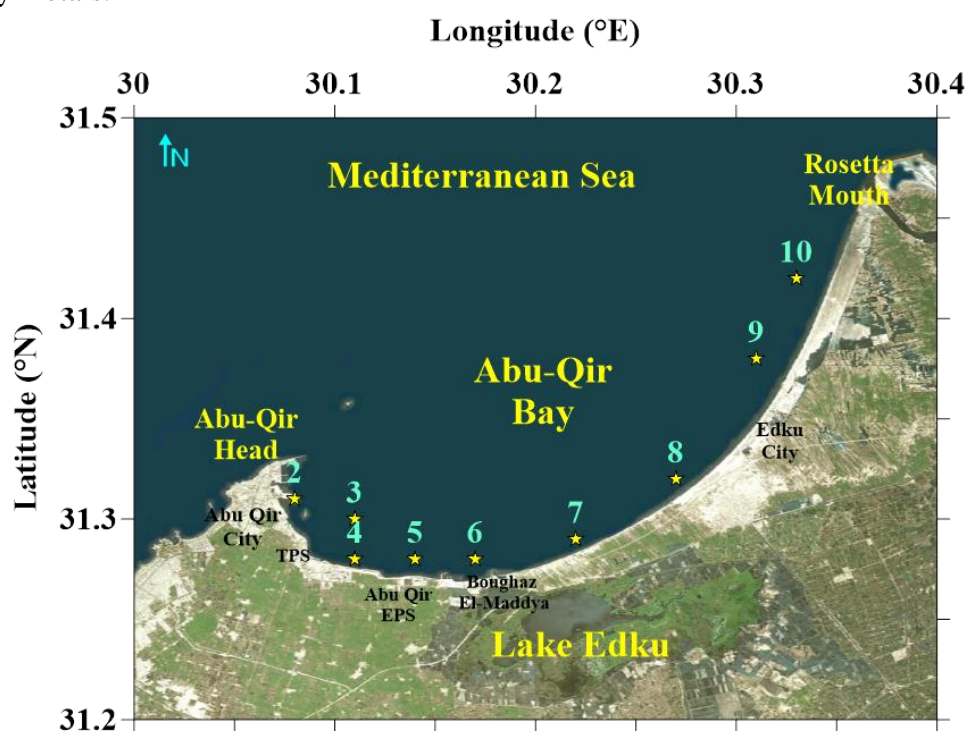 Longitude (°E)
30 30.1 30.2 30.3 30.4
31.5
N
Mediterranean Sea
Rosetta
Mouth
10
31.4
9
Abu-Qir
Bay
Abu-Qir
Head
Edku
City
8
2
3
31.3
Abu Qir
City
7
4 5 6
TPS
Boughaz
El-Maddya
Abu Qir
EPS
Lake Edku
31.2
Latitude (°N)